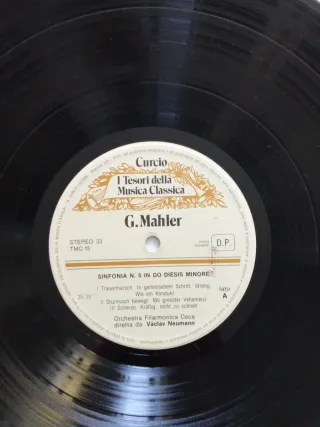 Curcio
I Tesori della
Musica Classica
G. Mahler
STEREO 33
TMC 15
D.P.
SINFONIA N. 5 IN DO DIESIS MINORE
I Trauermarsch. In gemessenem Schritt. Streng.
Wie ein Kondukt
II Stürmisch bewegt. Mit grosster Vehemenz
III Scherzo. Kräftig, nicht zu schnell
lato
A
Orchestra Filarmonica Ceca
diretta da Václav Neumann